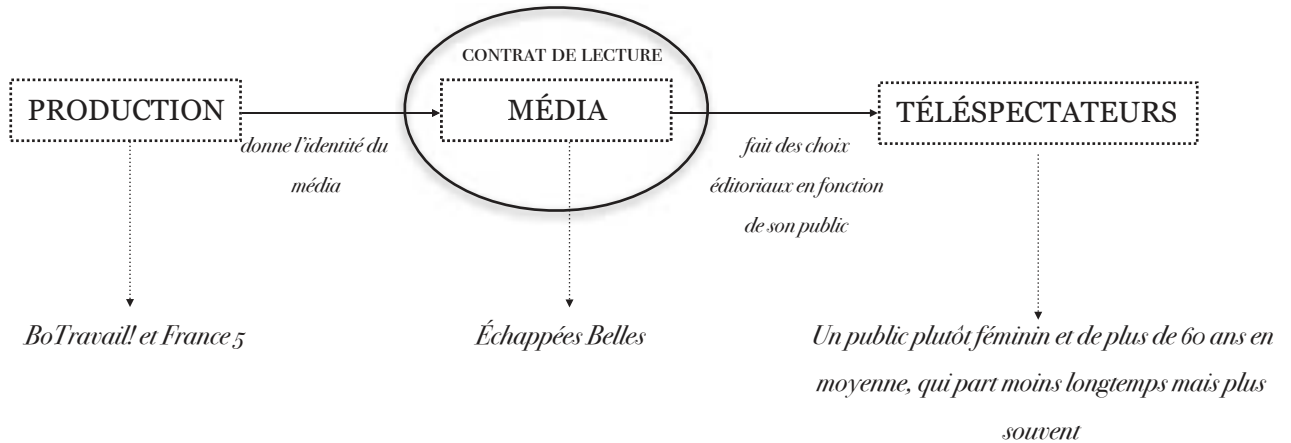 CONTRAT DE LECTURE
PRODUCTION
MÉDIA
TÉLÉSPECTATEURS
donne l'identité du
média
fait des choix
éditoriaux en fonction
de son public
BoTravail! et France 5
Échappées Belles
Un public plutôt féminin et de plus de 60 ans en
moyenne, qui part moins longtemps mais plus
souvent